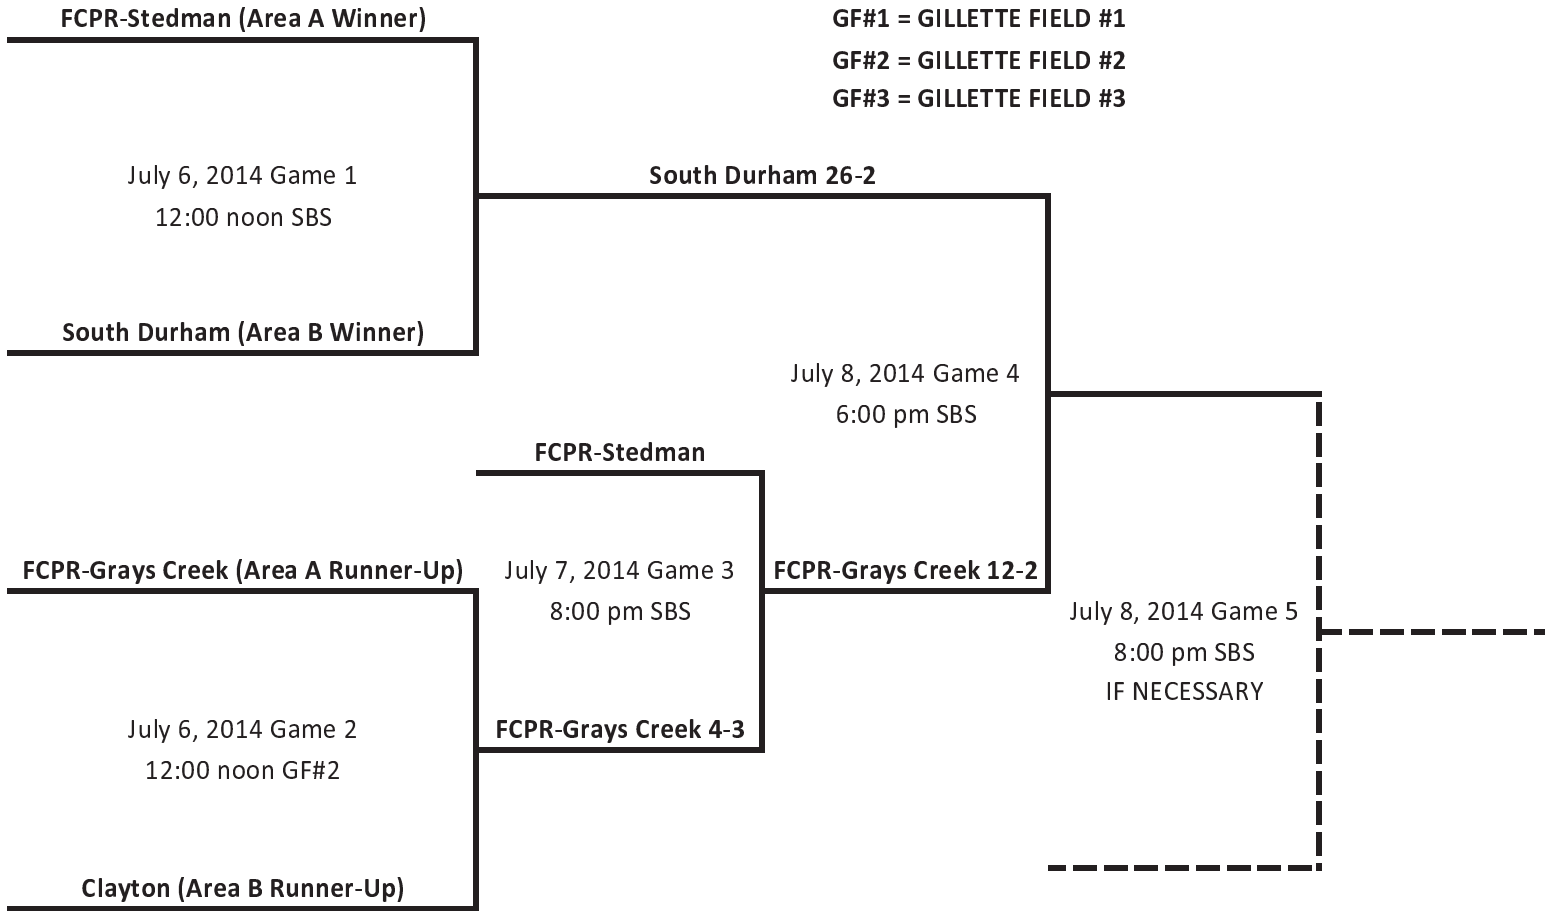 FCPR-Stedman (Area A Winner)
GF#1 = GILLETTE FIELD #1
GF#2 = GILLETTE FIELD #2
GF#3 = GILLETTE FIELD #3
July 6, 2014 Game 1
12:00 noon SBS
South Durham 26-2
South Durham (Area B Winner)
July 8, 2014 Game 4
6:00 pm SBS
FCPR-Stedman
FCPR-Grays Creek (Area A Runner-Up)
July 7, 2014 Game 3
8:00 pm SBS
FCPR-Grays Creek 12-2
July 8, 2014 Game 5
8:00 pm SBS
IF NECESSARY
July 6, 2014 Game 2
12:00 noon GF#2
FCPR-Grays Creek 4-3
Clayton (Area B Runner-Up)